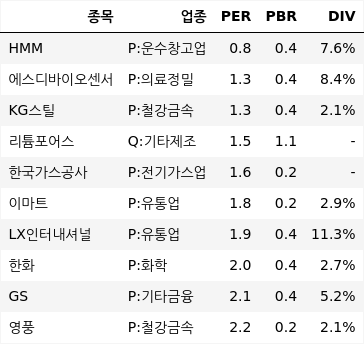 종목 업종 PER PBR DIV
HMM P:운수창고업 0.8 0.4 7.6%
에스디바이오센서 P:의료정밀 1.3 0.4 8.4%
KG스틸 P:철강금속 1.3 0.4 2.1%
리튬포어스 Q:기타제조 1.5 1.1 -
한국가스공사 P:전기가스업 1.6 0.2 -
이마트 P:유통업 1.8 0.2 2.9%
LX인터내셔널 P:유통업 1.9 0.4 11.3%
한화 P:화학 2.0 0.4 2.7%
GS P:기타금융 2.1 0.4 5.2%
영풍 P:철강금속 2.2 0.2 2.1%